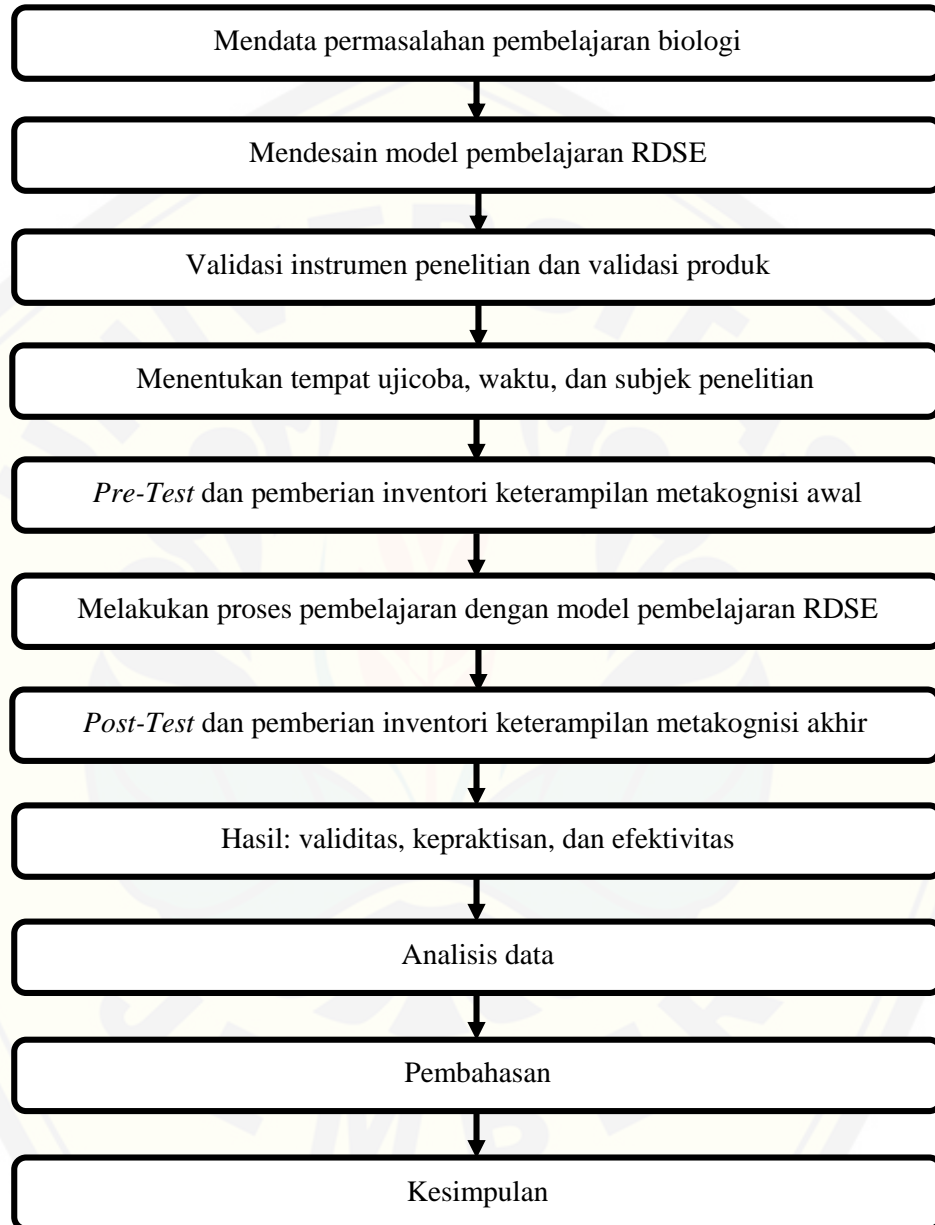 Mendata permasalahan pembelajaran biologi
Mendesain model pembelajaran RDSE
Validasi instrumen penelitian dan validasi produk
Menentukan tempat ujicoba, waktu, dan subjek penelitian
Pre-Test dan pemberian inventori keterampilan metakognisi awal
Melakukan proses pembelajaran dengan model pembelajaran RDSE
Post-Test dan pemberian inventori keterampilan metakognisi akhir
Hasil: validitas, kepraktisan, dan efektivitas
Analisis data
Pembahasan
Kesimpulan